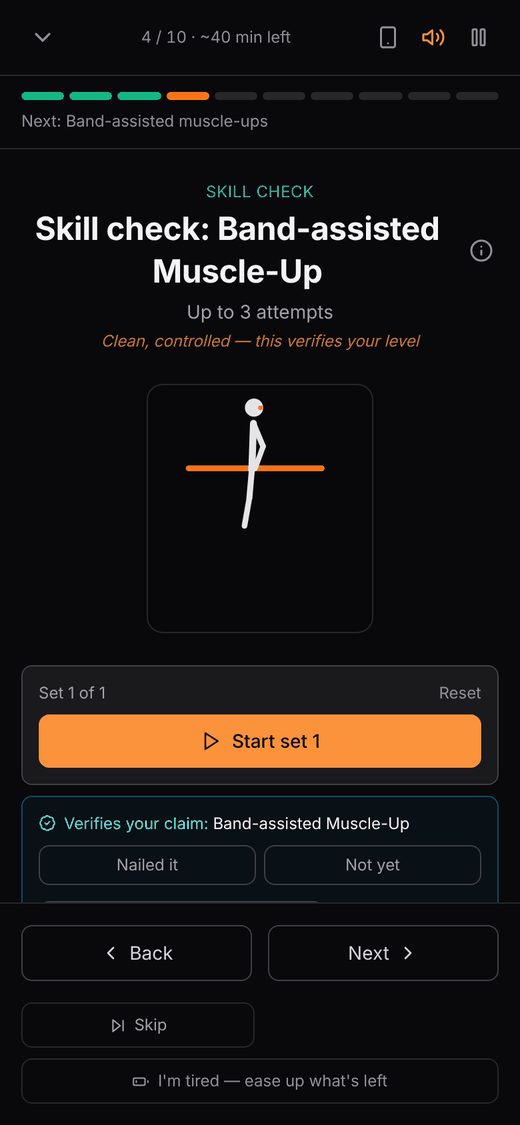 4 / 10 · ~40 min left
Next: Band-assisted muscle-ups
SKILL CHECK
Skill check: Band-assisted
Muscle-Up
Up to 3 attempts
Clean, controlled — this verifies your level
Set 1 of 1
Reset
Start set 1
Verifies your claim: Band-assisted Muscle-Up
Nailed it
Not yet
Back
Next
Skip
I'm tired — ease up what's left